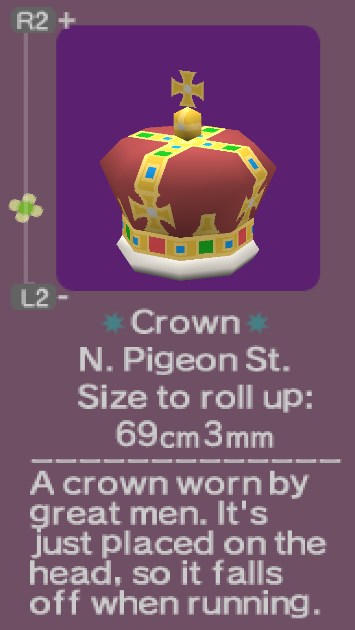 R2 +
L2 -
Crown
N. Pigeon St.
Size to roll up:
69cm3mm
A crown worn by
great men. It's
just placed on the
head, so it falls
off when running.